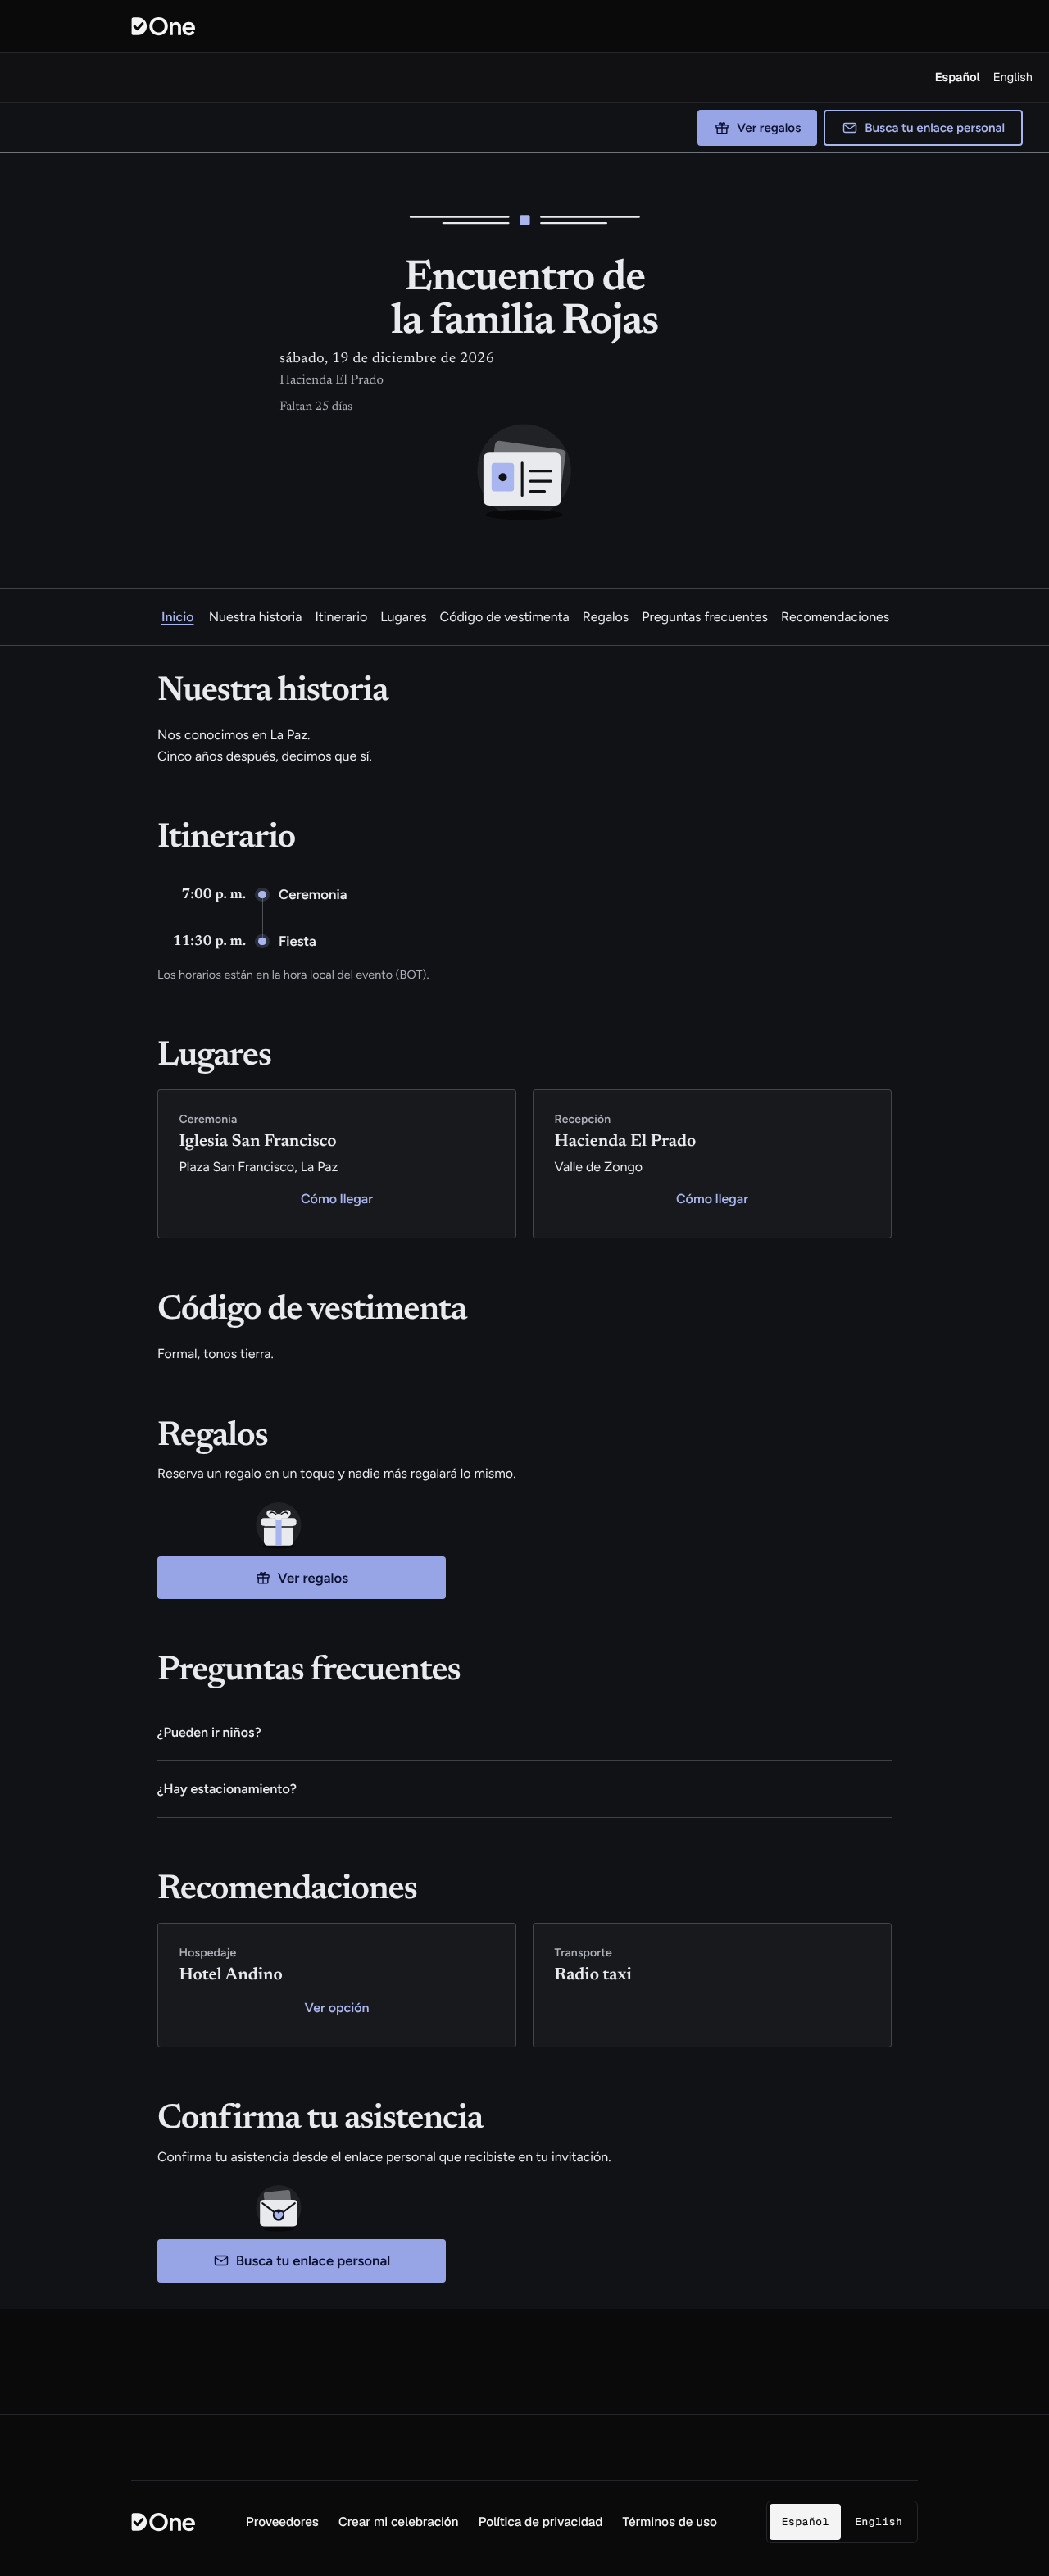 One
Español English
Ver regalos Busca tu enlace personal
Encuentro de
la familia Rojas
sábado, 19 de diciembre de 2026
Hacienda El Prado
Faltan 25 días
Inicio Nuestra historia Itinerario Lugares Código de vestimenta Regalos Preguntas frecuentes Recomendaciones
Nuestra historia
Nos conocimos en La Paz.
Cinco años después, decimos que sí.
Itinerario
7:00 p. m. Ceremonia
11:30 p. m. Fiesta
Los horarios están en la hora local del evento (BOT).
Lugares
Ceremonia
Iglesia San Francisco
Plaza San Francisco, La Paz
Cómo llegar
Recepción
Hacienda El Prado
Valle de Zongo
Cómo llegar
Código de vestimenta
Formal, tonos tierra.
Regalos
Reserva un regalo en un toque y nadie más regalará lo mismo.
Ver regalos
Preguntas frecuentes
¿Pueden ir niños?
¿Hay estacionamiento?
Recomendaciones
Hospedaje
Hotel Andino
Ver opción
Transporte
Radio taxi
Confirma tu asistencia
Confirma tu asistencia desde el enlace personal que recibiste en tu invitación.
Busca tu enlace personal
One
Proveedores Crear mi celebración Política de privacidad Términos de uso
Español English